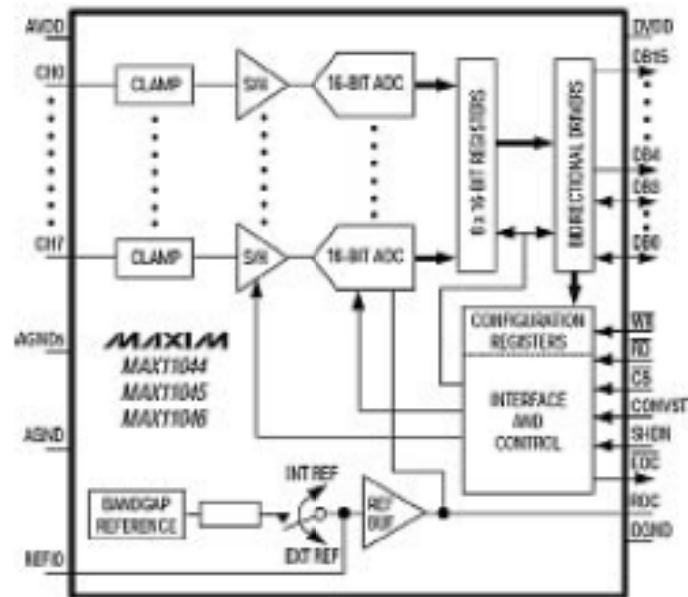 AVDD
DVDD
CH0
CLAMP
S/H
16-BIT ADC
8 x 16-BIT REGISTERS
BIDIRECTIONAL DRIVERS
DB15
DB4
DB3
DB0
CH7
CLAMP
S/H
16-BIT ADC
AGNDs
MAXIM
MAX11044
MAX11045
MAX11046
CONFIGURATION
REGISTERS
WR
RD
CS
CONVST
SHDN
EOC
INTERFACE
AND
CONTROL
AGND
BANDGAP
REFERENCE
INT REF
EXT REF
REF
BUF
RDC
DGND
REFIO